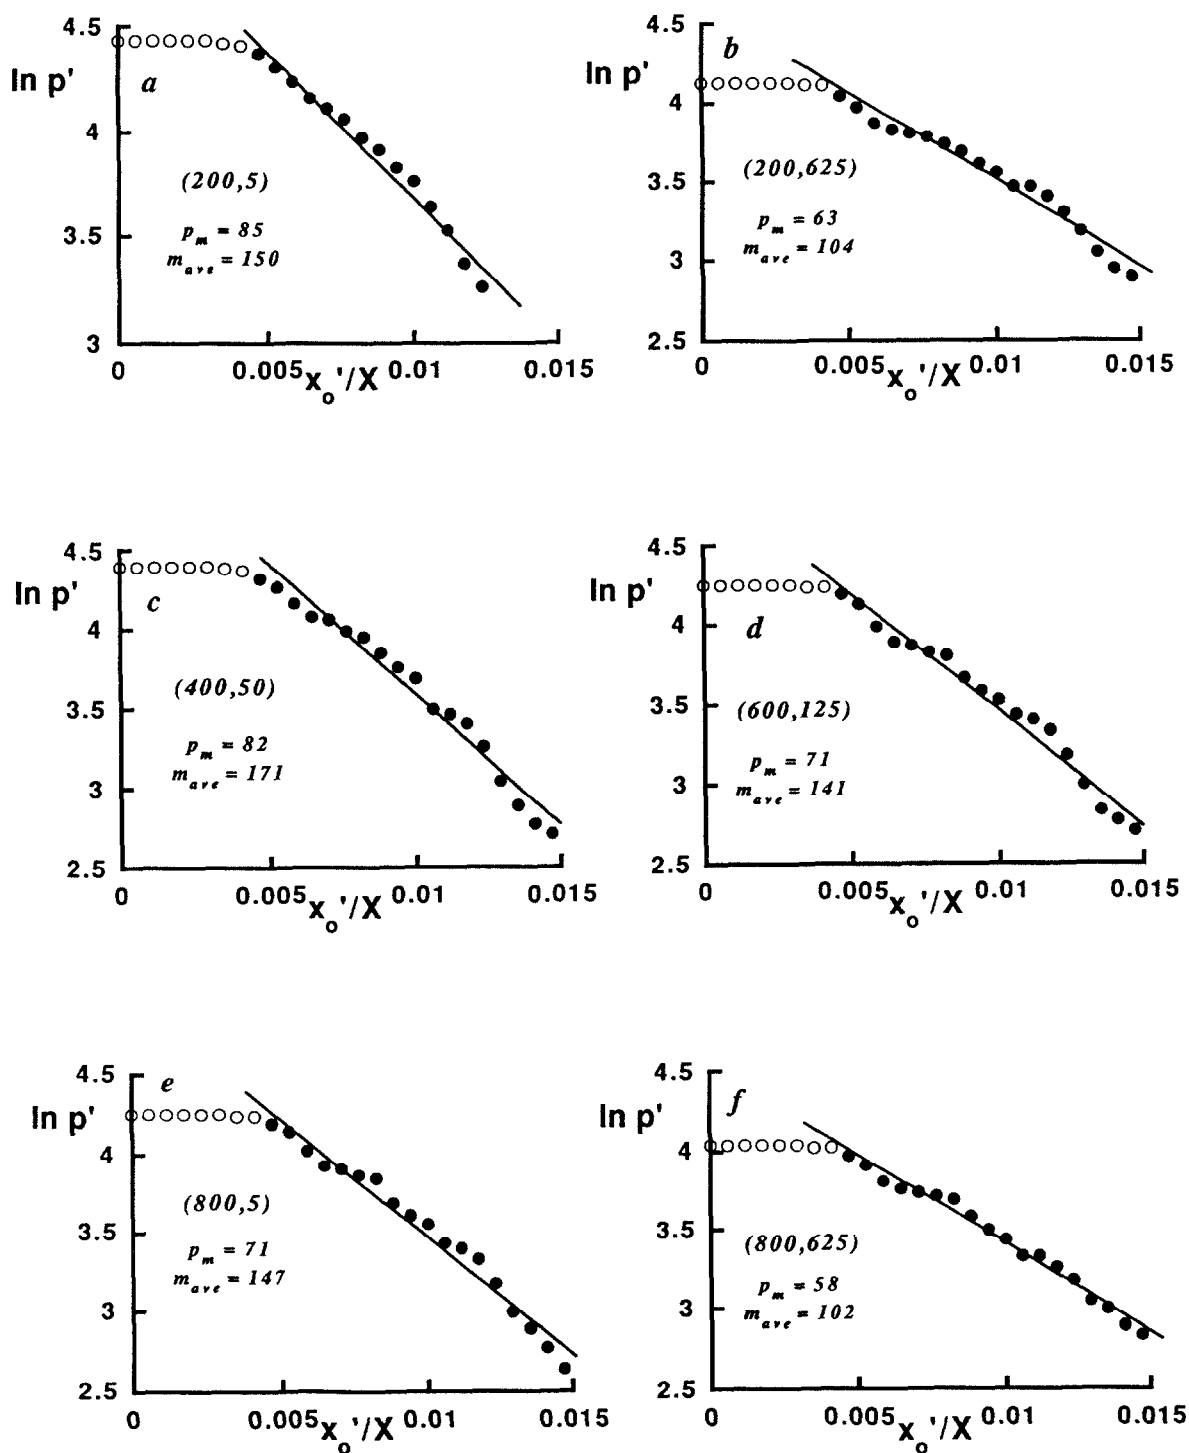 4.5
ln p'
a
4
(200,5)
p_m = 85
m_ave = 150
3.5
3
0 0.005 0.01 0.015
x_o'/X
4.5
ln p'
b
4
(200,625)
p_m = 63
m_ave = 104
3.5
3
2.5
0 0.005 0.01 0.015
x_o'/X
4.5
ln p'
c
4
(400,50)
p_m = 82
m_ave = 171
3.5
3
2.5
0 0.005 0.01 0.015
x_o'/X
4.5
ln p'
d
4
(600,125)
p_m = 71
m_ave = 141
3.5
3
2.5
0 0.005 0.01 0.015
x_o'/X
4.5
ln p'
e
4
(800,5)
p_m = 71
m_ave = 147
3.5
3
2.5
0 0.005 0.01 0.015
x_o'/X
4.5
ln p'
f
4
(800,625)
p_m = 58
m_ave = 102
3.5
3
2.5
0 0.005 0.01 0.015
x_o'/X